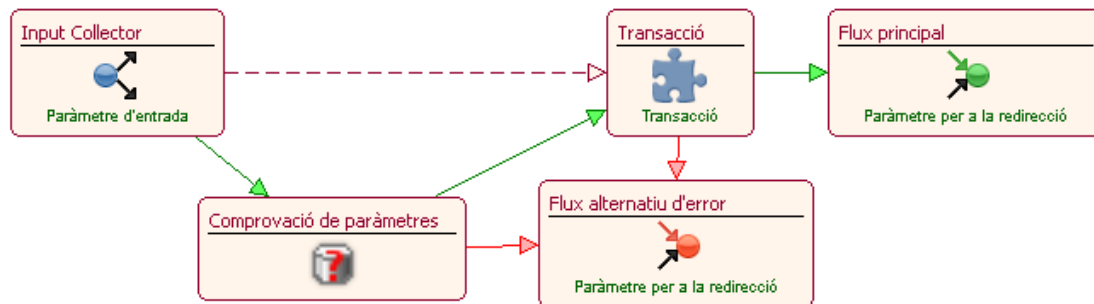 Input Collector
Paràmetre d'entrada
Transacció
Transacció
Flux principal
Paràmetre per a la redirecció
Comprovació de paràmetres
?
Flux alternatiu d'error
Paràmetre per a la redirecció